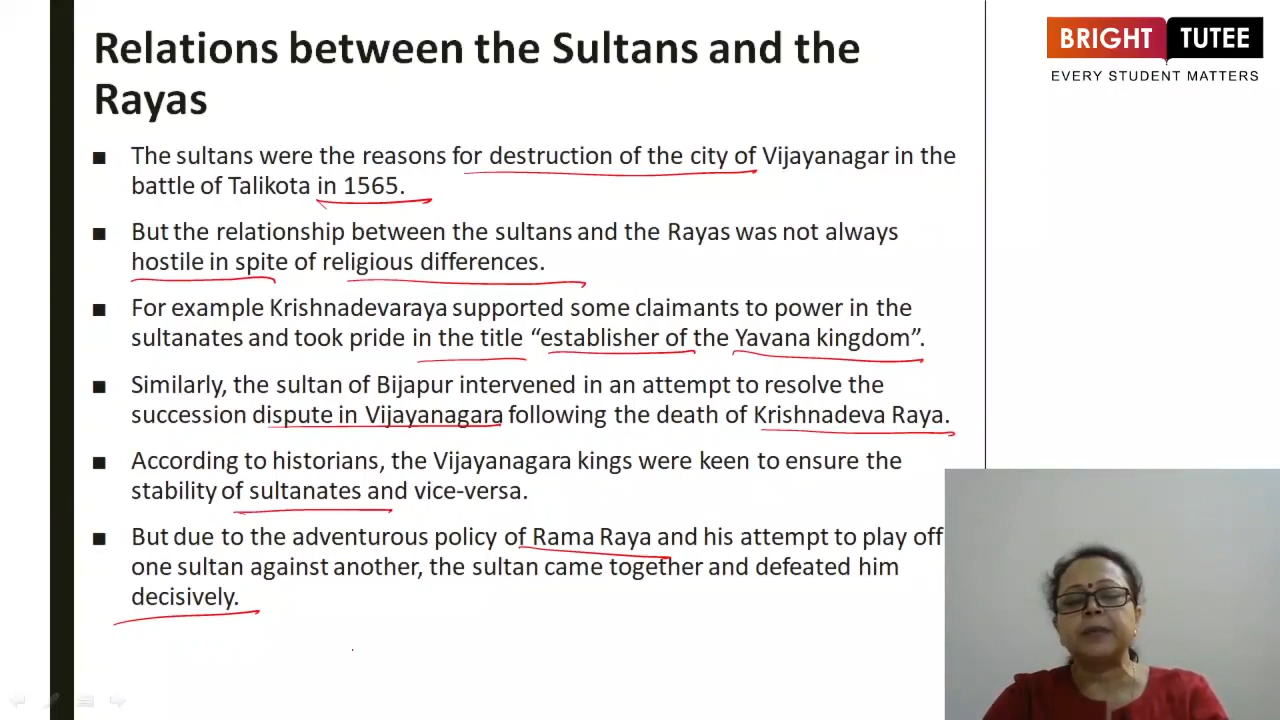 Relations between the Sultans and the
Rayas
BRIGHT TUTEE
EVERY STUDENT MATTERS
■ The sultans were the reasons for destruction of the city of Vijayanagar in the
battle of Talikota in 1565.
■ But the relationship between the sultans and the Rayas was not always
hostile in spite of religious differences.
■ For example Krishnadevaraya supported some claimants to power in the
sultanates and took pride in the title “establisher of the Yavana kingdom”.
■ Similarly, the sultan of Bijapur intervened in an attempt to resolve the
succession dispute in Vijayanagara following the death of Krishnadeva Raya.
■ According to historians, the Vijayanagara kings were keen to ensure the
stability of sultanates and vice-versa.
■ But due to the adventurous policy of Rama Raya and his attempt to play off
one sultan against another, the sultan came together and defeated him
decisively.